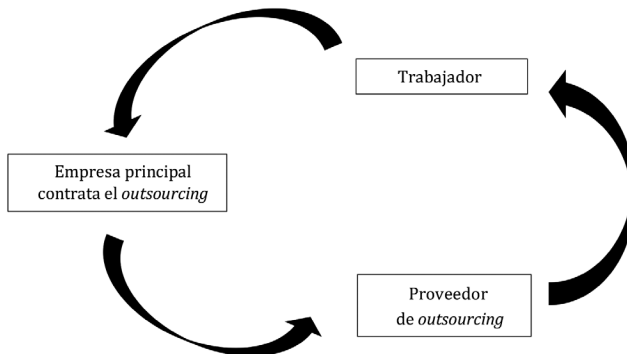 Trabajador
Empresa principal
contrata el outsourcing
Proveedor
de outsourcing